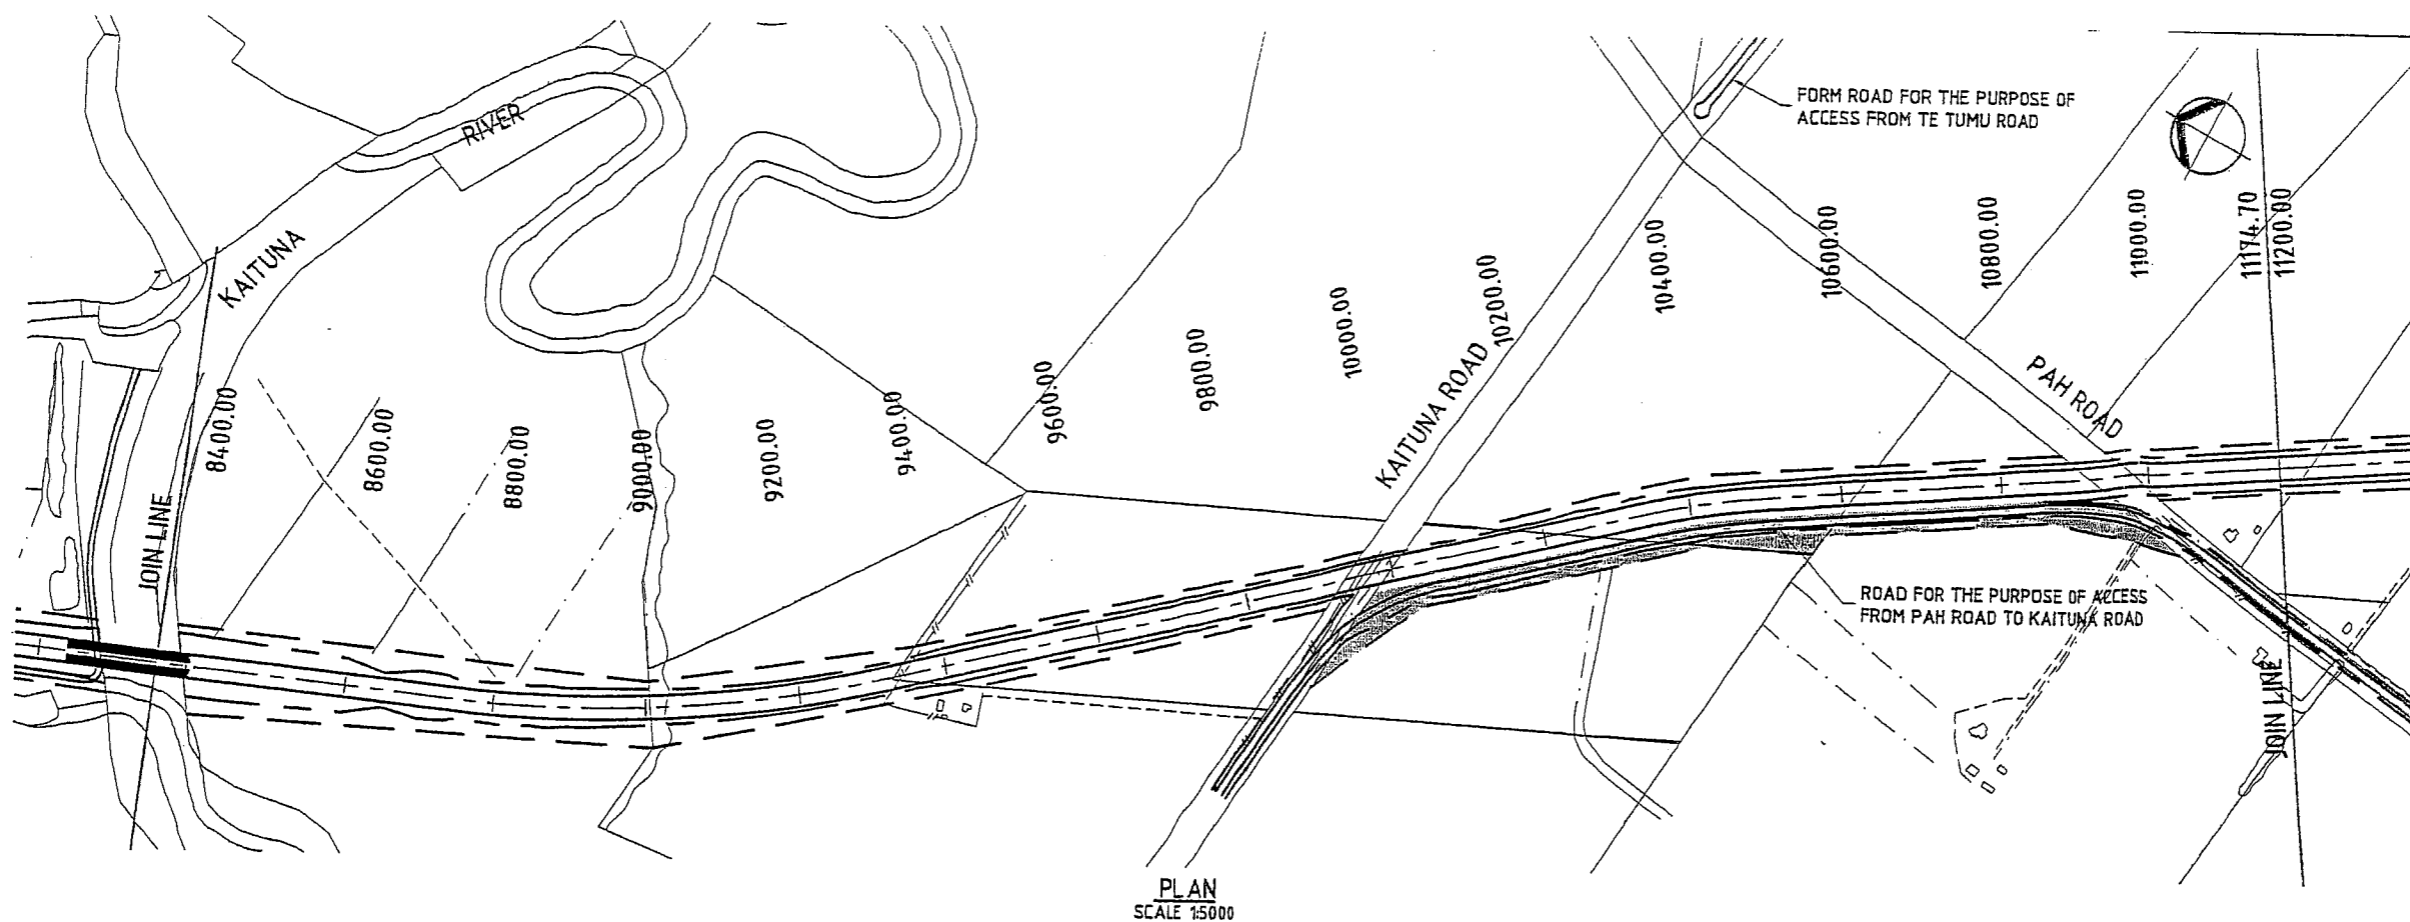 RIVER
KAITUNA
FORM ROAD FOR THE PURPOSE OF
ACCESS FROM TE TUMU ROAD
JOIN LINE
8400.00
8600.00
8800.00
9000.00
9200.00
9400.00
9600.00
9800.00
10000.00
KAITUNA ROAD
10200.00
10400.00
10600.00
10800.00
11000.00
11174.70
11200.00
PAH ROAD
ROAD FOR THE PURPOSE OF ACCESS
FROM PAH ROAD TO KAITUNA ROAD
JOIN LINE
PLAN
SCALE 1:5000